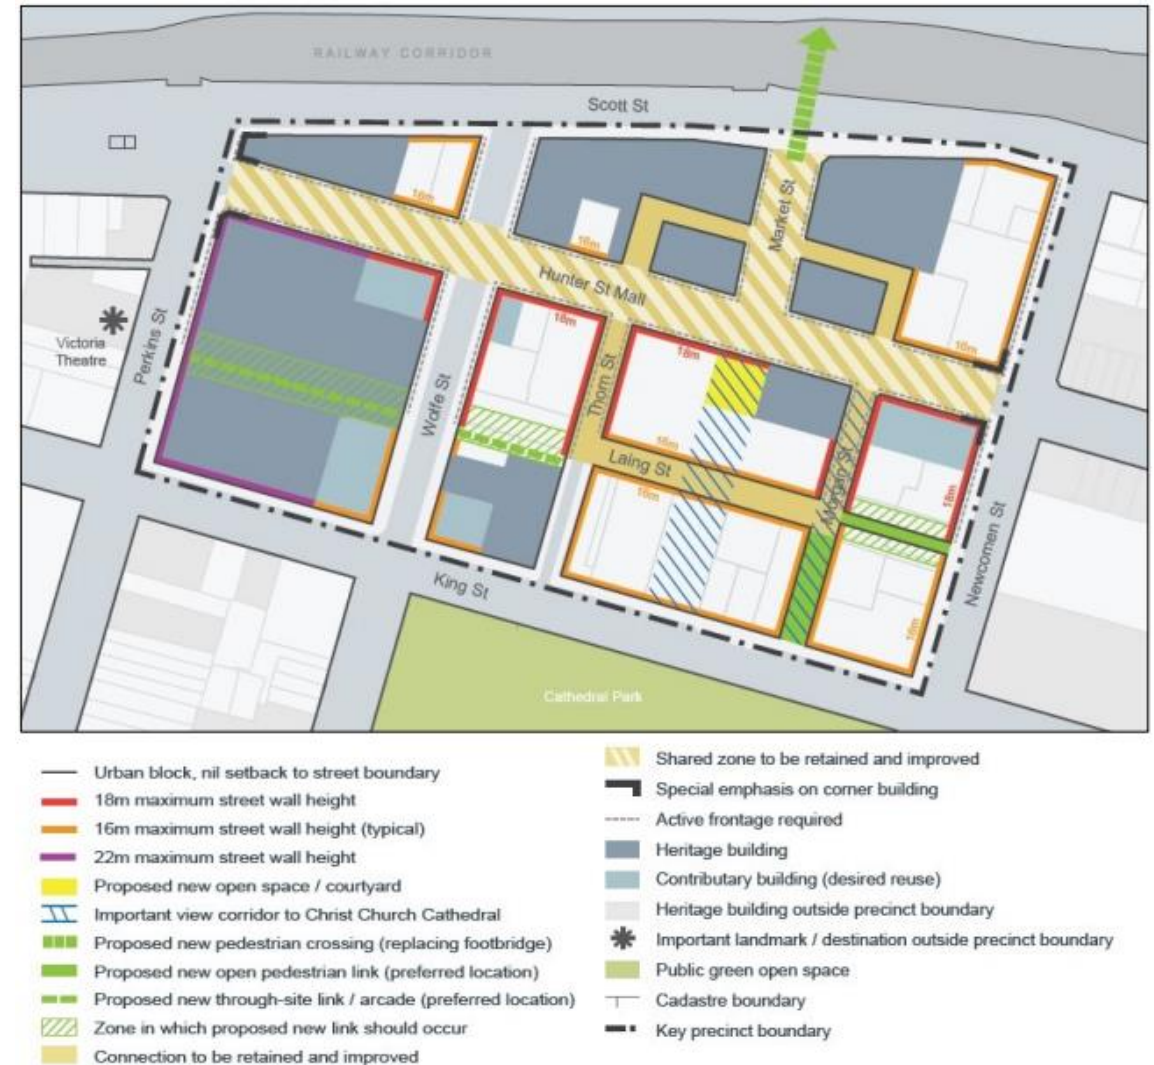 RAILWAY CORRIDOR
Scott St
16m
Market St
16m
Hunter St Mall
Victoria
Theatre
Perkins St
18m
18m
18m
Wolfe St
Thorn St
16m
Laing St
16m
Morgan St
18m
Newcomen St
King St
16m
Cathedral Park
Urban block, nil setback to street boundary
18m maximum street wall height
16m maximum street wall height (typical)
22m maximum street wall height
Proposed new open space / courtyard
Important view corridor to Christ Church Cathedral
Proposed new pedestrian crossing (replacing footbridge)
Proposed new open pedestrian link (preferred location)
Proposed new through-site link / arcade (preferred location)
Zone in which proposed new link should occur
Connection to be retained and improved
Shared zone to be retained and improved
Special emphasis on corner building
Active frontage required
Heritage building
Contributary building (desired reuse)
Heritage building outside precinct boundary
Important landmark / destination outside precinct boundary
Public green open space
Cadastre boundary
Key precinct boundary